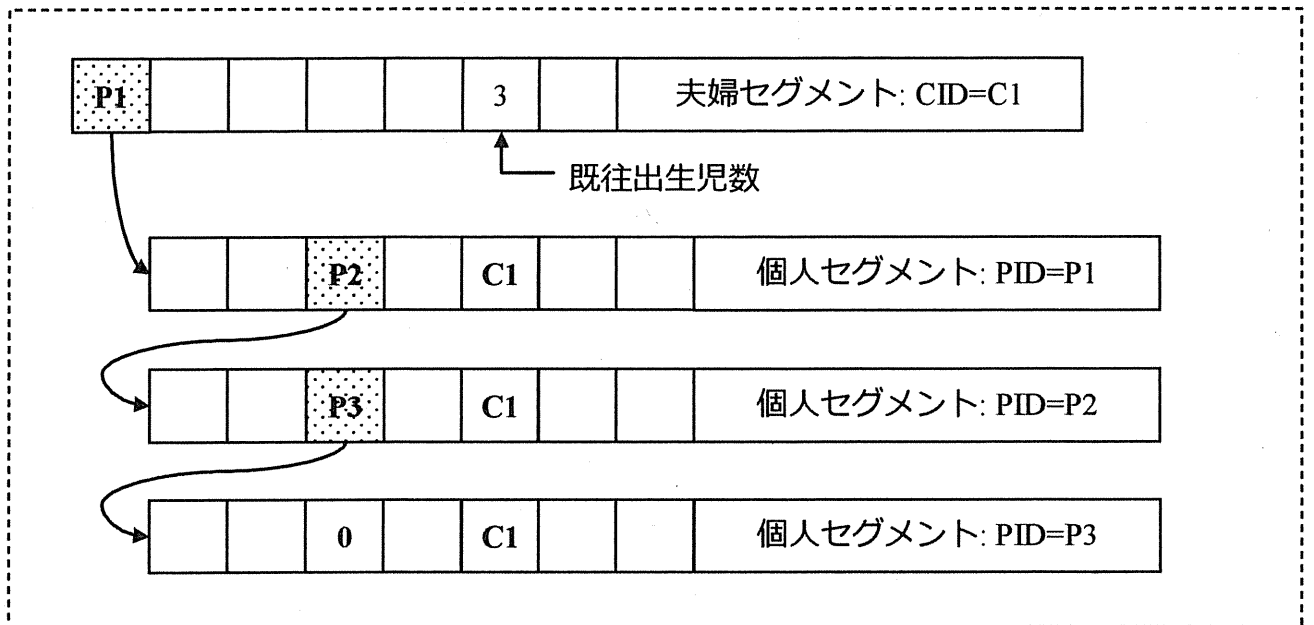 P1 3 夫婦セグメント: CID=C1
既往出生児数
P2 C1 個人セグメント: PID=P1
P3 C1 個人セグメント: PID=P2
0 C1 個人セグメント: PID=P3